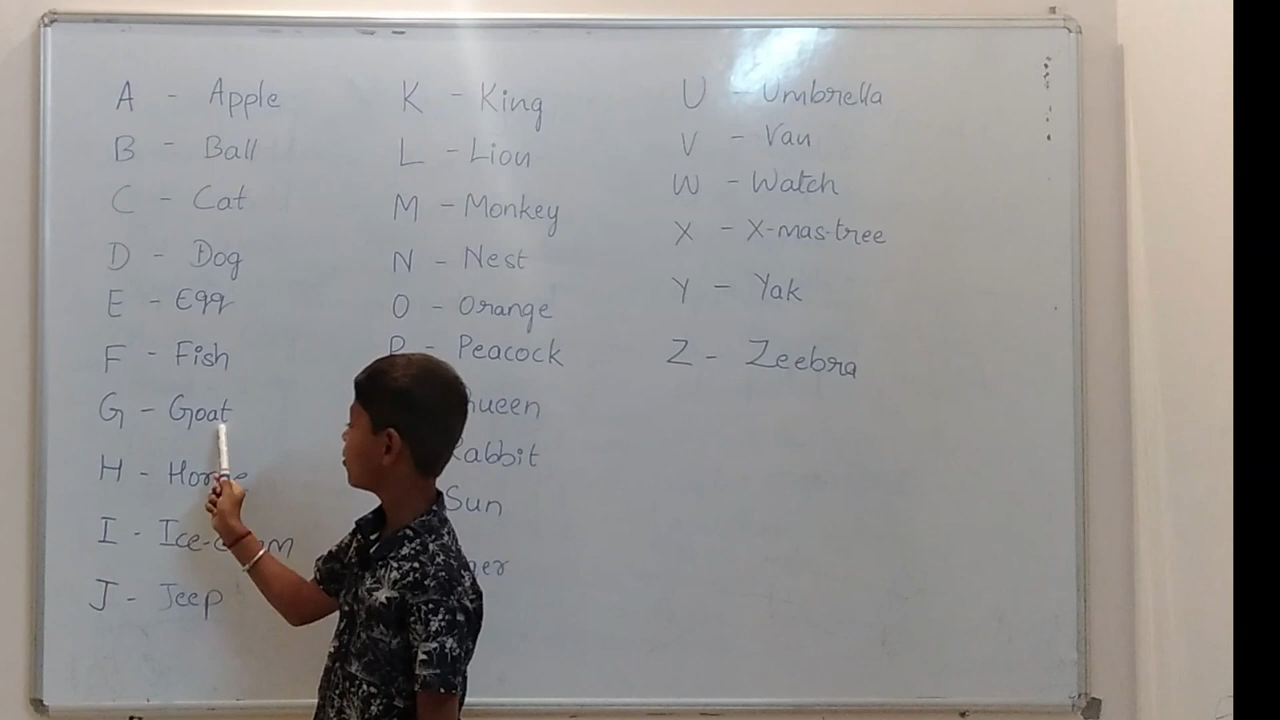 A - Apple
B - Ball
C - Cat
D - Dog
E - Egg
F - Fish
G - Goat
H -
I -
J - Jeep
K - King
L - Lion
M - Monkey
N - Nest
O - Orange
P - Peacock
Rabbit
Sun
U - Umbrella
V - Van
W - Watch
X - X-mas-tree
Y - Yak
Z - Zeebra